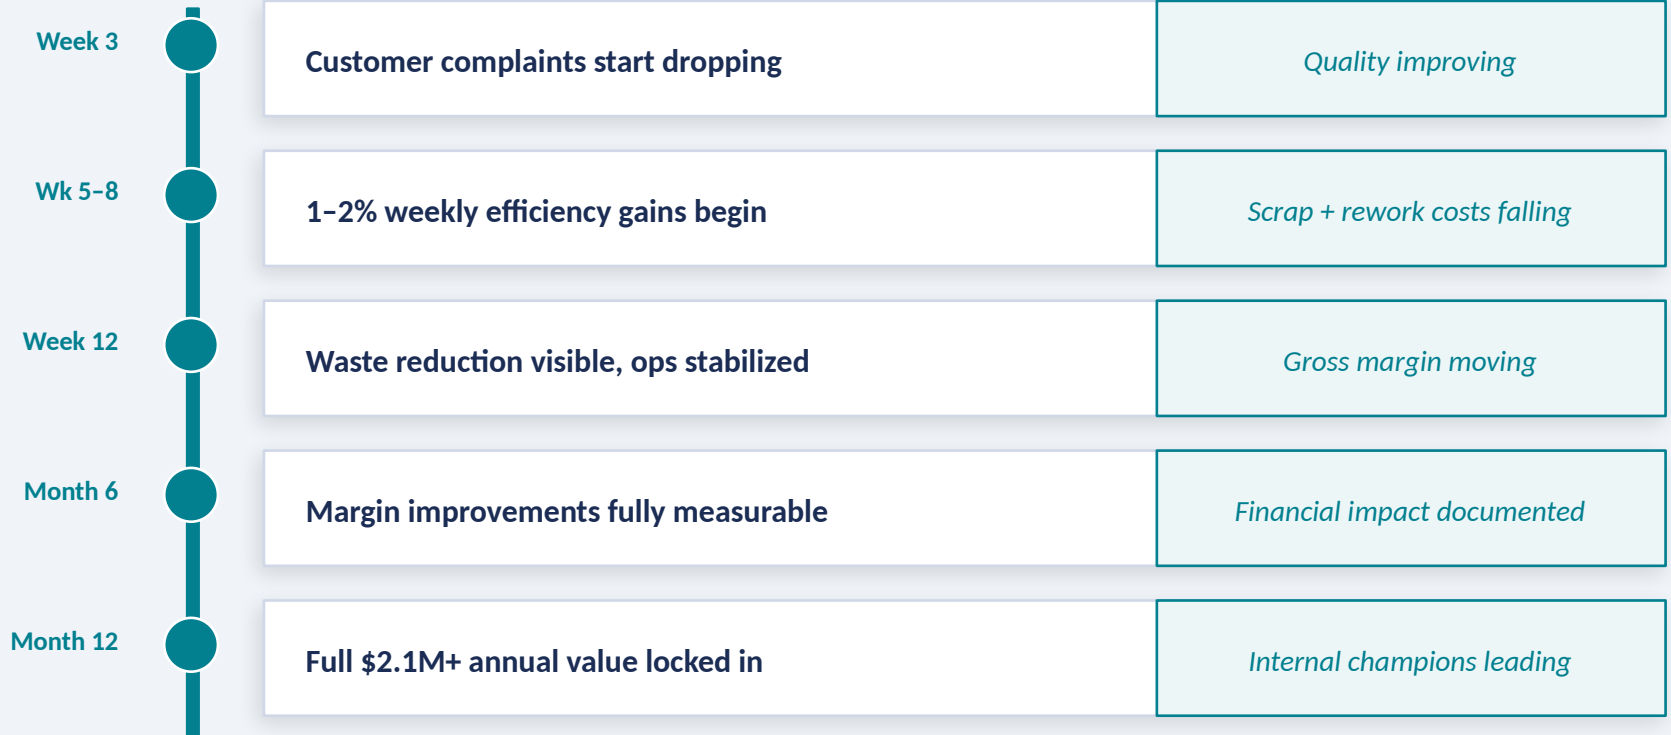 Week 3
Customer complaints start dropping
Quality improving
Wk 5–8
1–2% weekly efficiency gains begin
Scrap + rework costs falling
Week 12
Waste reduction visible, ops stabilized
Gross margin moving
Month 6
Margin improvements fully measurable
Financial impact documented
Month 12
Full $2.1M+ annual value locked in
Internal champions leading